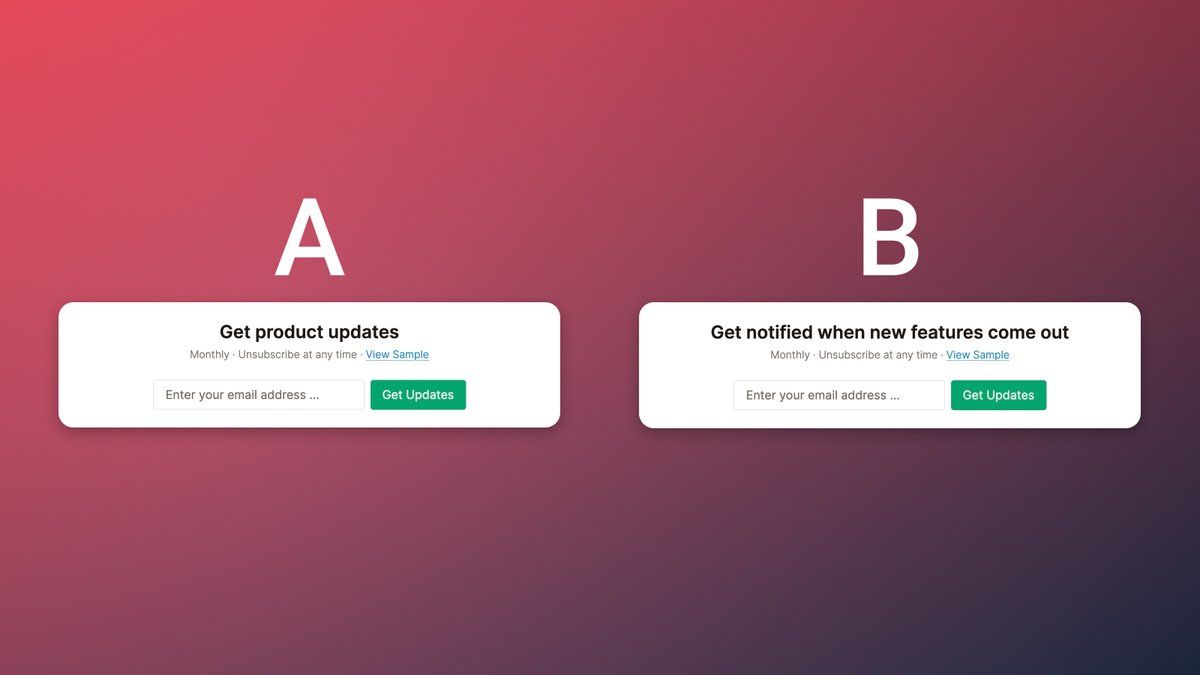 A
Get product updates
Monthly · Unsubscribe at any time · View Sample
Enter your email address ...
Get Updates
B
Get notified when new features come out
Monthly · Unsubscribe at any time · View Sample
Enter your email address ...
Get Updates